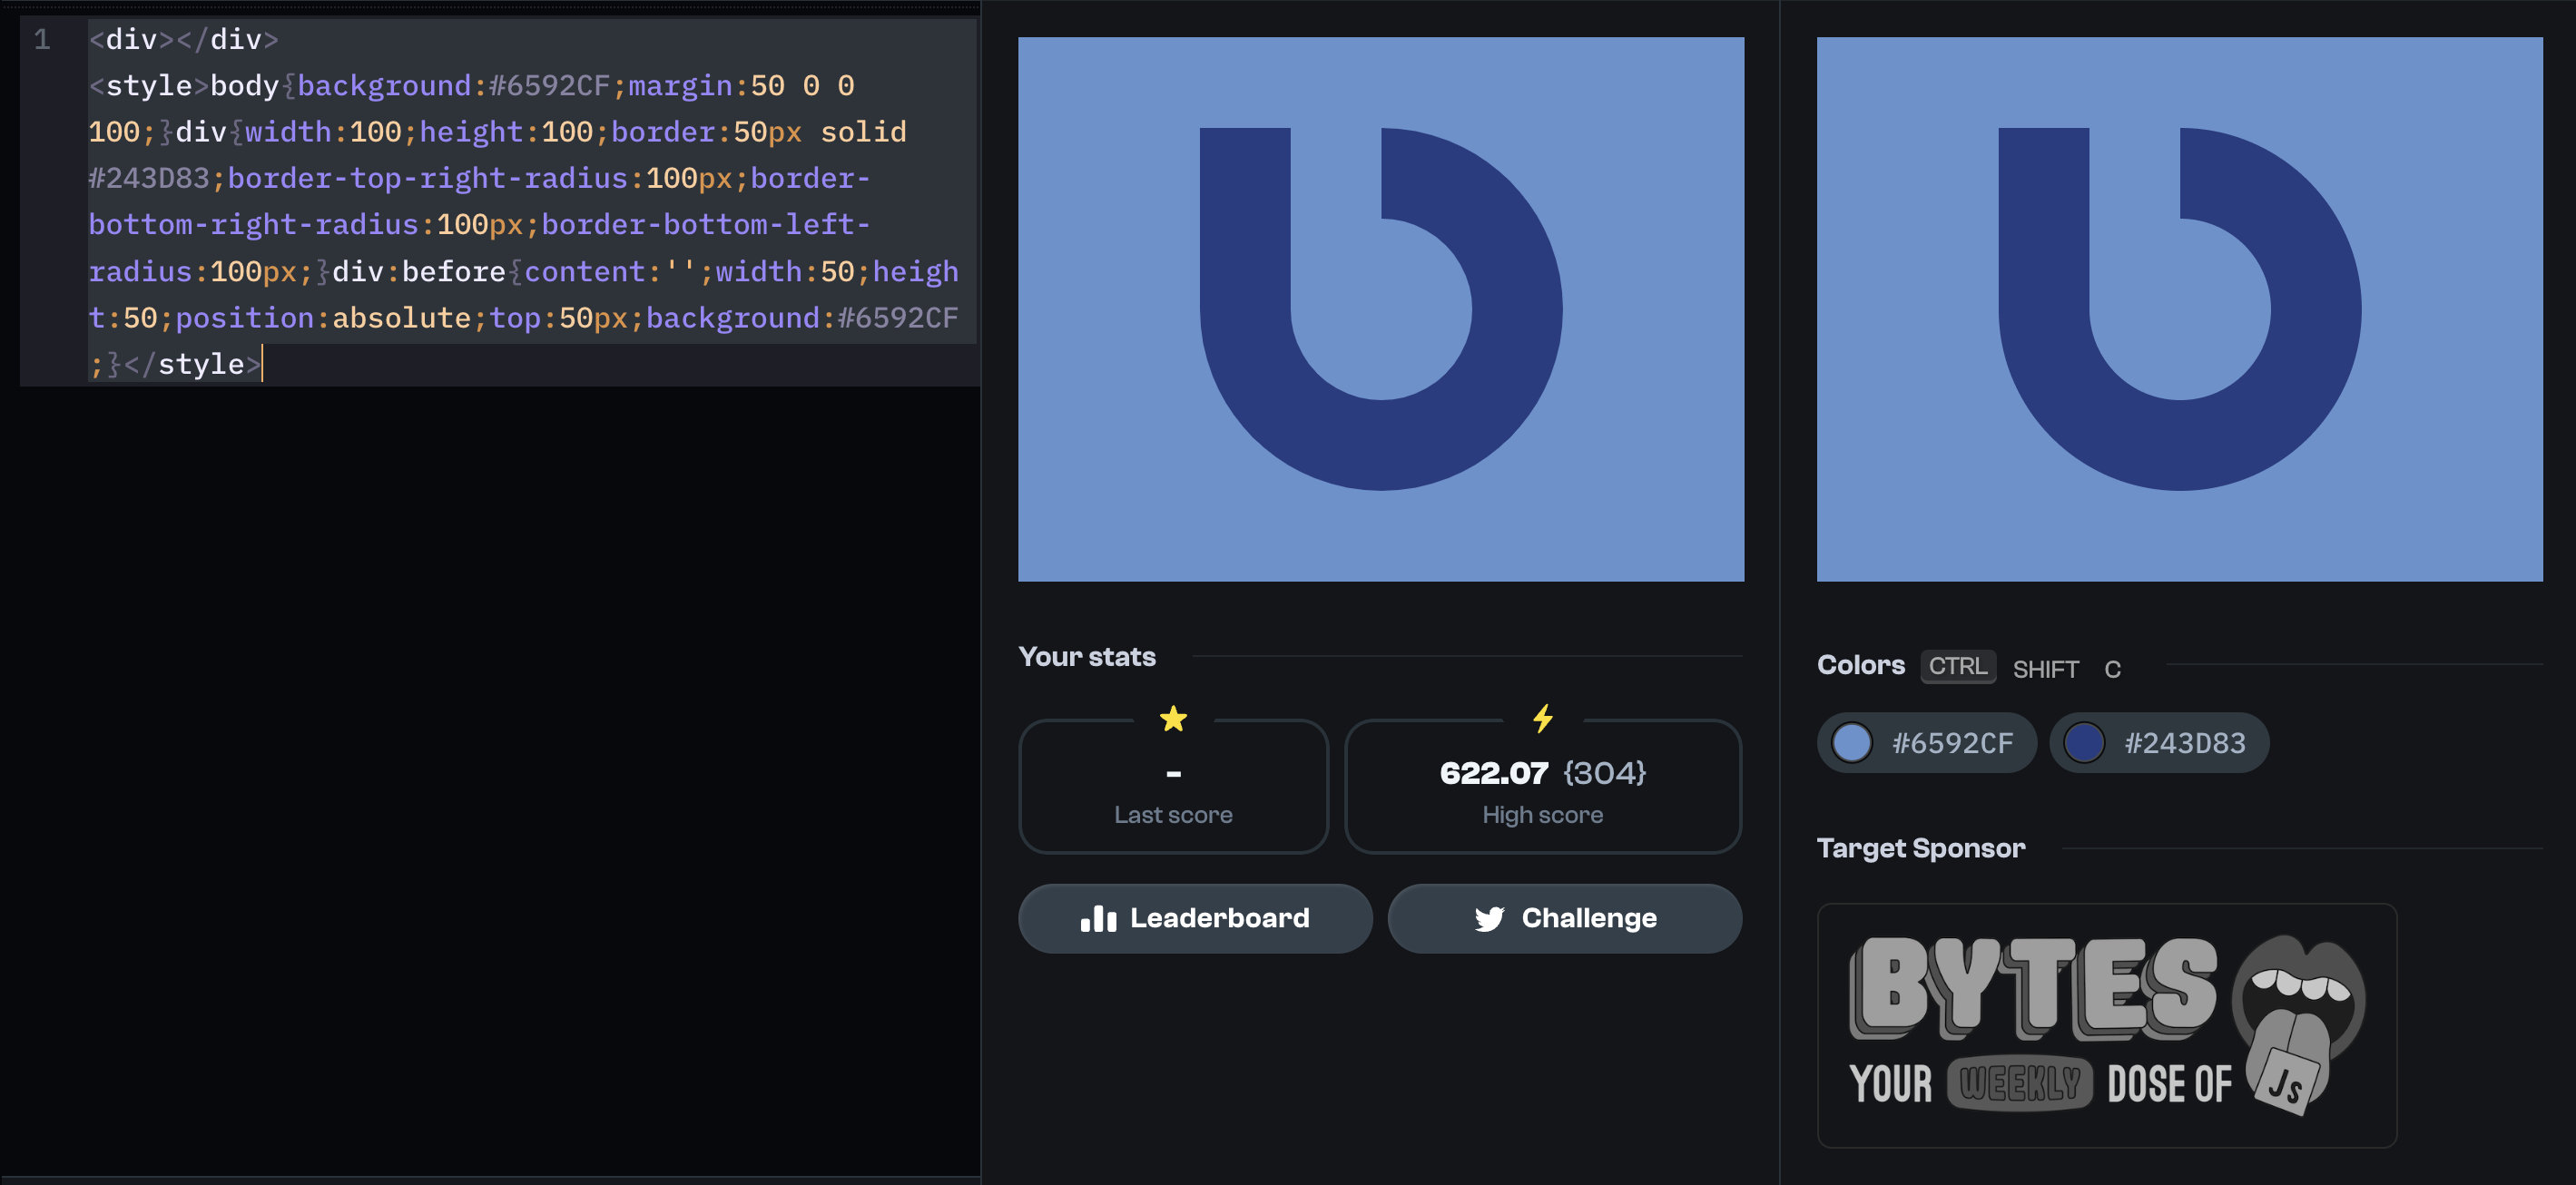 1
<div></div>
<style>body{background:#6592CF;margin:50 0 0
100;}div{width:100;height:100;border:50px solid
#243D83;border-top-right-radius:100px;border-
bottom-right-radius:100px;border-bottom-left-
radius:100px;}div:before{content:'';width:50;heigh
t:50;position:absolute;top:50px;background:#6592CF
;}</style>
Your stats
-
Last score
622.07 {304}
High score
Leaderboard
Challenge
Colors CTRL SHIFT C
#6592CF #243D83
Target Sponsor
BYTES
YOUR WEEKLY DOSE OF
JS